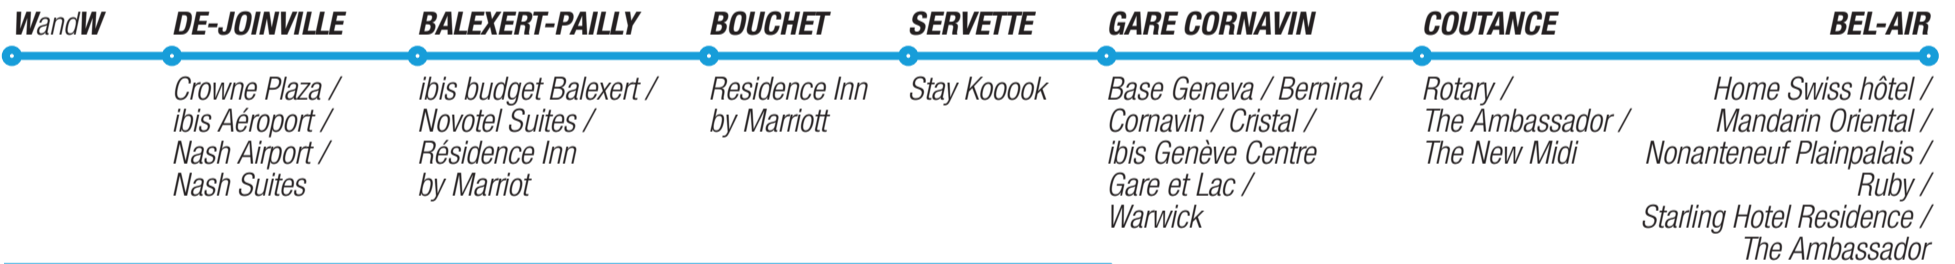 WandW
DE-JOINVILLE
Crowne Plaza /
ibis Aéroport /
Nash Airport /
Nash Suites
BALEXERT-PAILLY
ibis budget Balexert /
Novotel Suites /
Résidence Inn
by Marriot
BOUCHET
Residence Inn
by Marriott
SERVETTE
Stay Kooook
GARE CORNAVIN
Base Geneva / Bernina /
Cornavin / Cristal /
ibis Genève Centre
Gare et Lac /
Warwick
COUTANCE
Rotary /
The Ambassador /
The New Midi
BEL-AIR
Home Swiss hôtel /
Mandarin Oriental /
Nonanteneuf Plainpalais /
Ruby /
Starling Hotel Residence /
The Ambassador